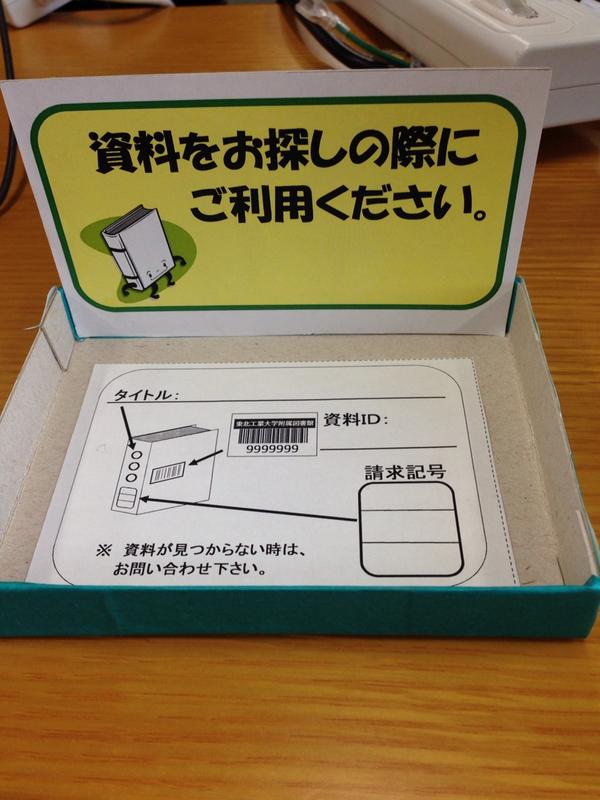 資料をお探しの際に
ご利用ください。
タイトル:
東北工業大学附属図書館
9999999
資料ID:
請求記号
※ 資料が見つからない時は、
お問い合わせ下さい。